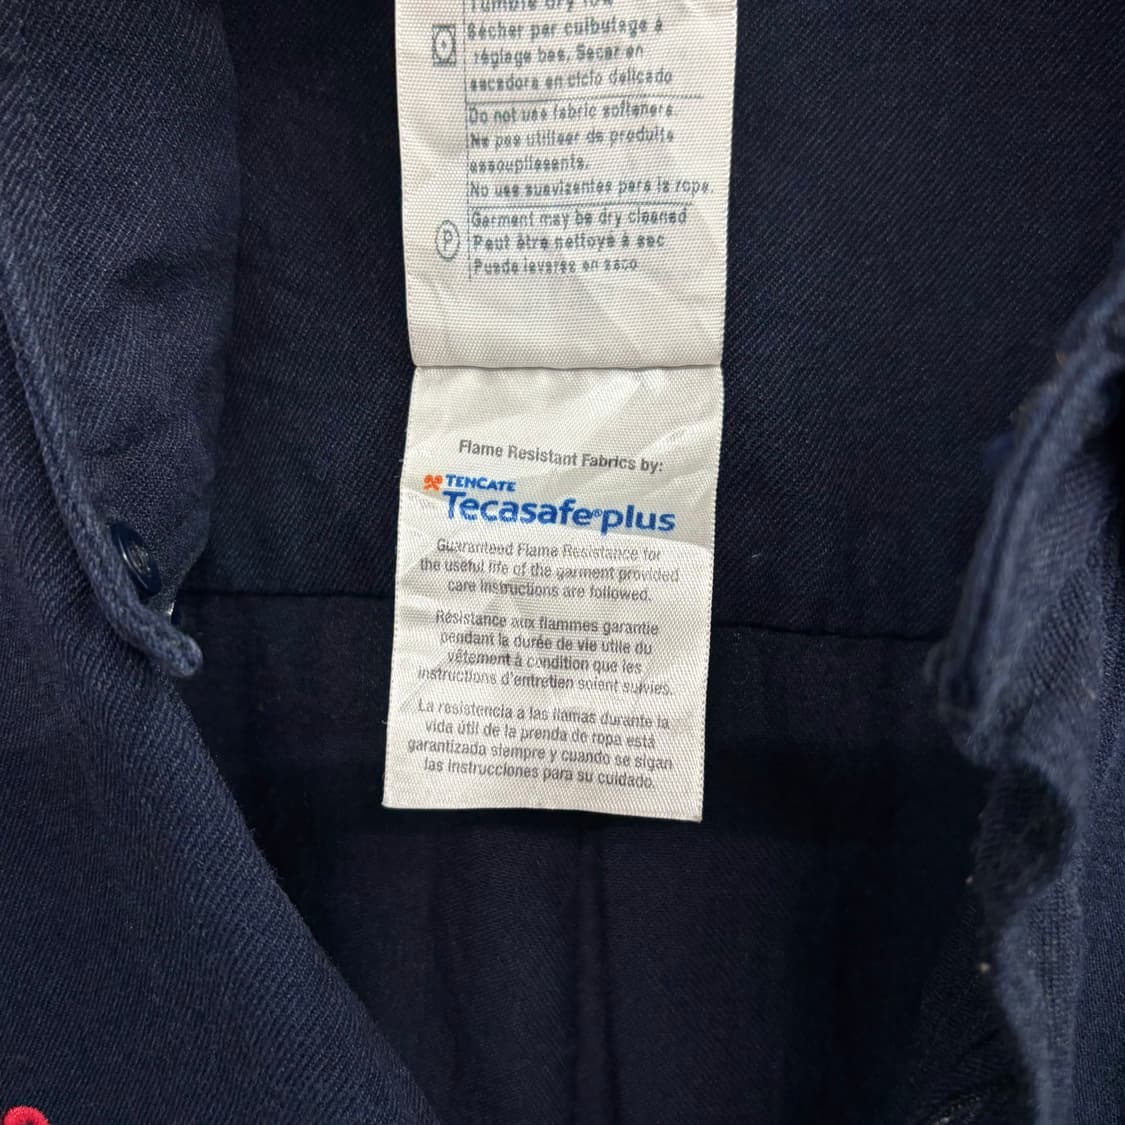 Tumble dry low
Sécher par culbutage à
réglage bas. Secar en
secadora en ciclo delicado
Do not use fabric softeners.
Ne pas utiliser de produits
assouplissants.
No use suavizantes para la ropa.
P
Garment may be dry cleaned
Peut être nettoyé à sec
Puede lavarse en seco
Flame Resistant Fabrics by:
TENCATE
Tecasafe®plus
Guaranteed Flame Resistance for
the useful life of the garment provided
care instructions are followed.
Résistance aux flammes garantie
pendant la durée de vie utile du
vêtement à condition que les
instructions d'entretien soient suivies.
La resistencia a las llamas durante la
vida útil de la prenda de ropa está
garantizada siempre y cuando se sigan
las instrucciones para su cuidado.